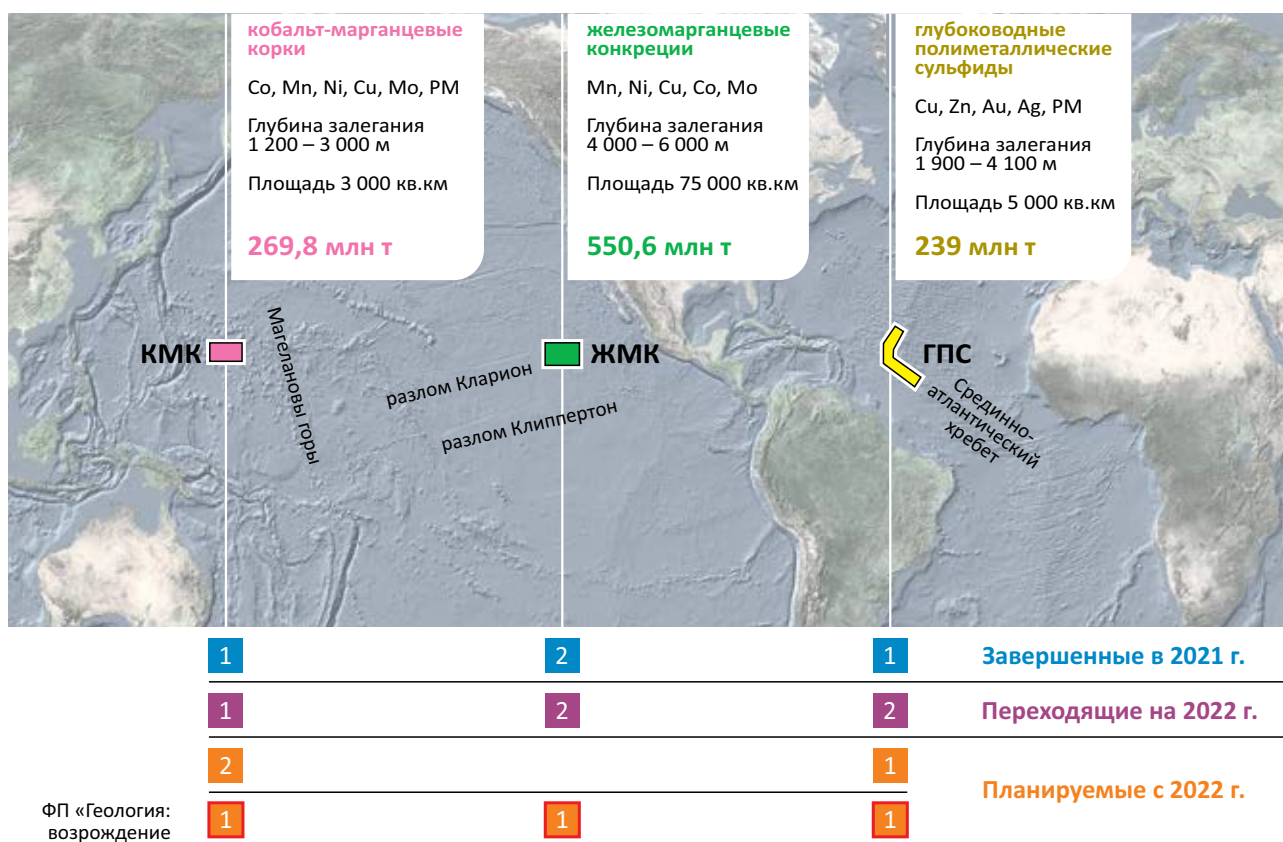 кобальт-марганцевые
корки
Co, Mn, Ni, Cu, Mo, РМ
Глубина залегания
1 200 – 3 000 м
Площадь 3 000 кв.км
269,8 млн т
железомарганцевые
конкреции
Mn, Ni, Cu, Co, Mo
Глубина залегания
4 000 – 6 000 м
Площадь 75 000 кв.км
550,6 млн т
глубоководные
полиметаллические
сульфиды
Cu, Zn, Au, Ag, РМ
Глубина залегания
1 900 – 4 100 м
Площадь 5 000 кв.км
239 млн т
КМК
Магелановы горы
разлом Кларион
разлом Клиппертон
ЖМК
ГПС
Срединно-
атлантический
хребет
1 2 1 Завершенные в 2021 г.
1 2 2 Переходящие на 2022 г.
2 1
Планируемые с 2022 г.
ФП «Геология:
возрождение
1 1 1